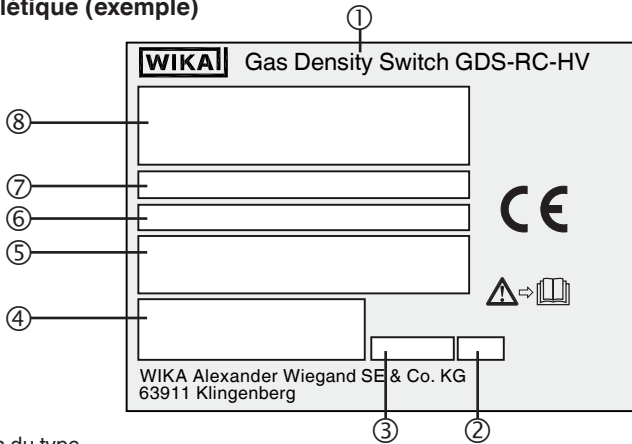 létique (exemple)
①
WIKA Gas Density Switch GDS-RC-HV
⑧
⑦
⑥
CE
⑤
④
WIKA Alexander Wiegand SE & Co. KG
63911 Klingenberg
③ ②
du type